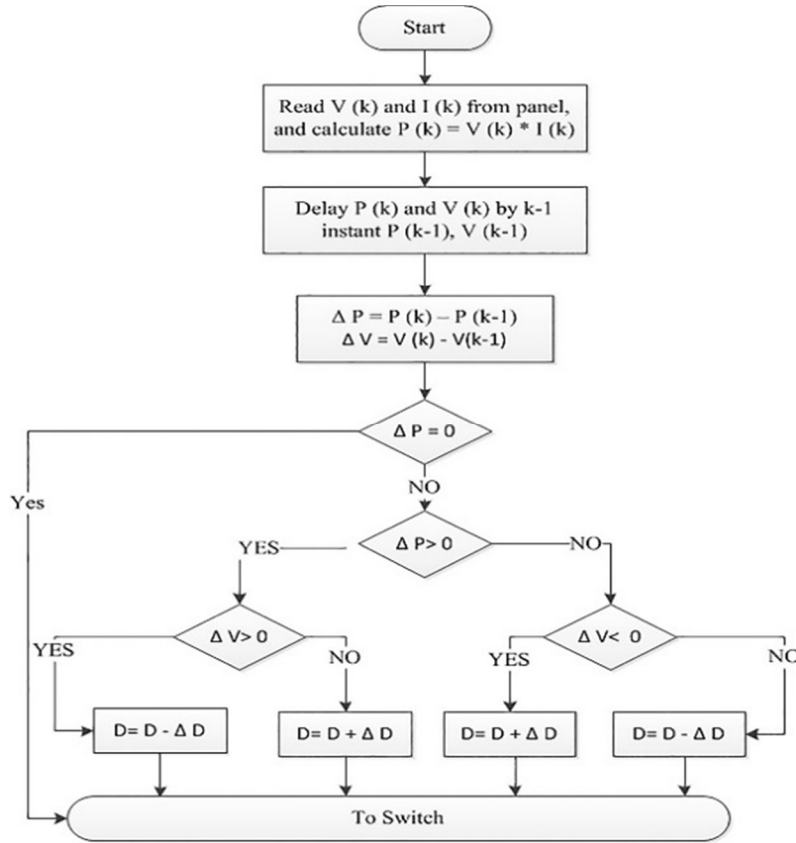 Start
Read V (k) and I (k) from panel,
and calculate P (k) = V (k) * I (k)
Delay P (k) and V (k) by k-1
instant P (k-1), V (k-1)
Δ P = P (k) – P (k-1)
Δ V = V (k) - V(k-1)
Δ P = 0
Yes
NO
Δ P> 0
YES
NO
Δ V> 0
Δ V< 0
YES
NO
YES
NO
D= D - Δ D
D= D + Δ D
D= D + Δ D
D= D - Δ D
To Switch